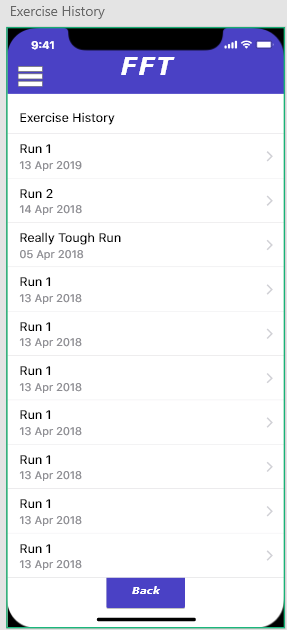 Exercise History
9:41
FFT
Exercise History
Run 1
13 Apr 2019
Run 2
14 Apr 2018
Really Tough Run
05 Apr 2018
Run 1
13 Apr 2018
Run 1
13 Apr 2018
Run 1
13 Apr 2018
Run 1
13 Apr 2018
Run 1
13 Apr 2018
Run 1
13 Apr 2018
Run 1
13 Apr 2018
Back